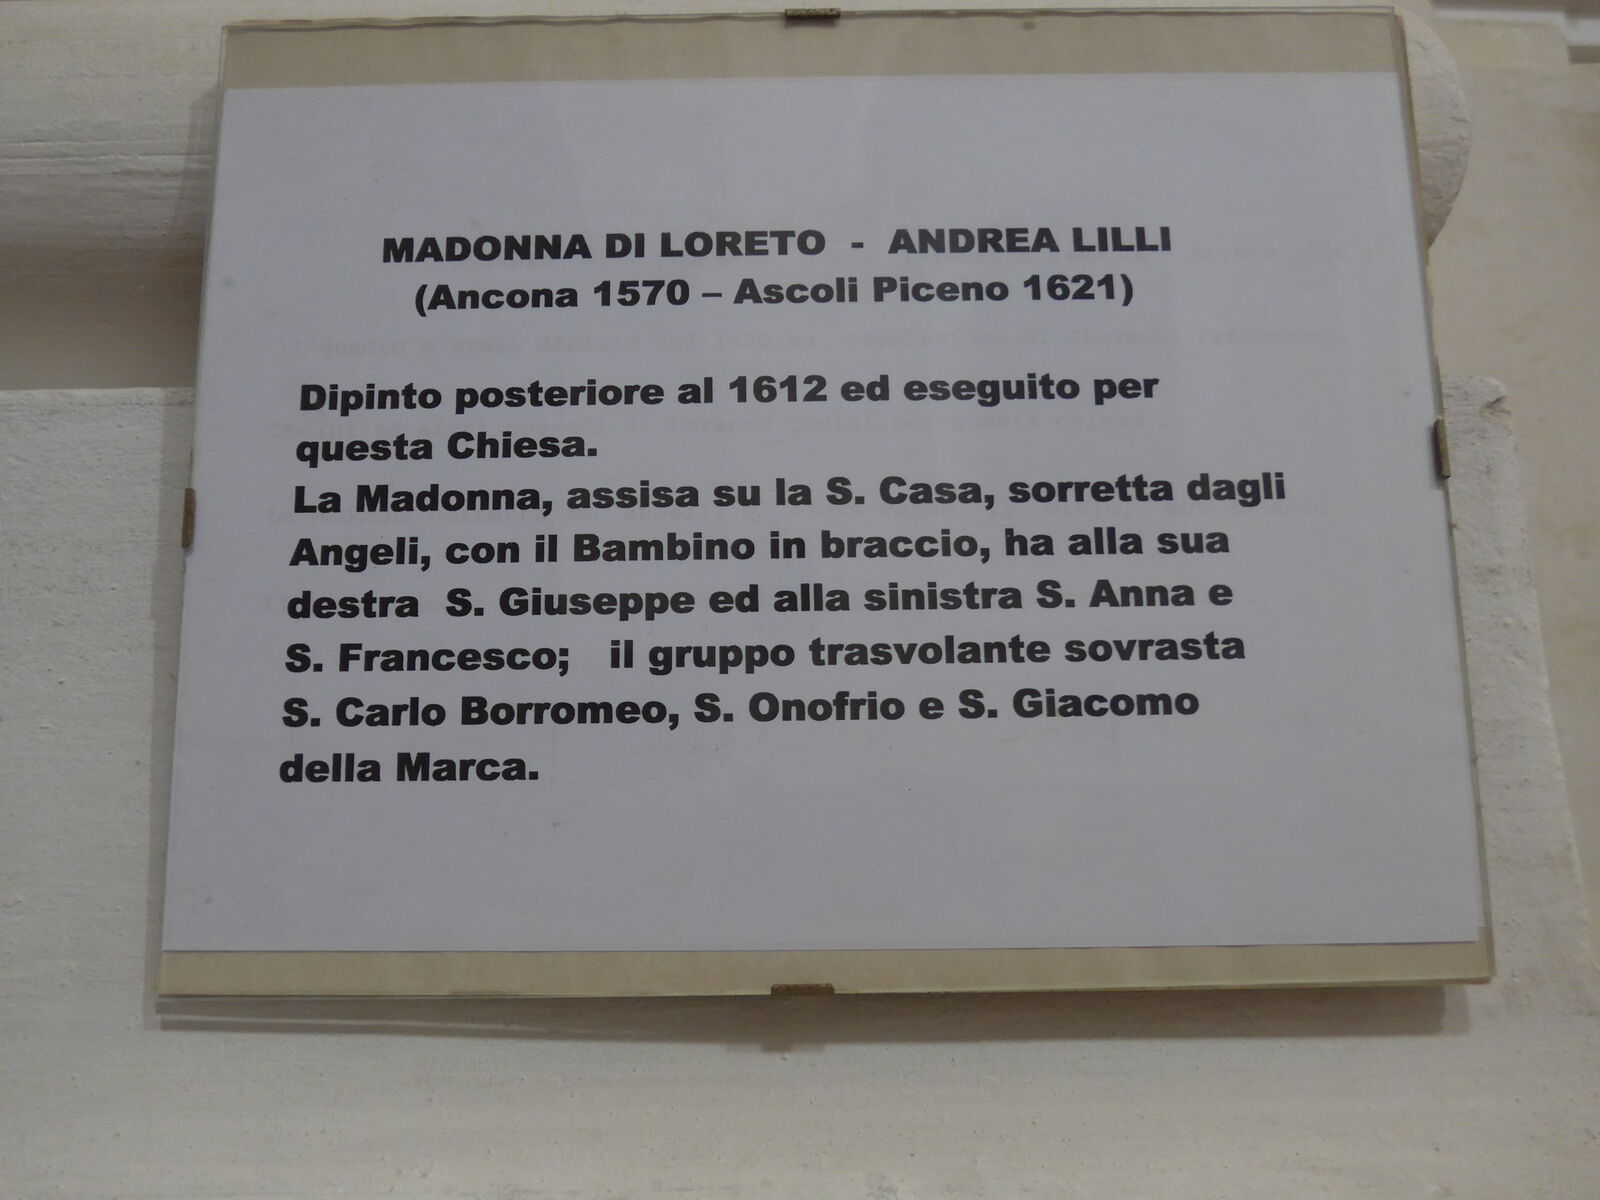 MADONNA DI LORETO - ANDREA LILLI
(Ancona 1570 – Ascoli Piceno 1621)
Dipinto posteriore al 1612 ed eseguito per
questa Chiesa.
La Madonna, assisa su la S. Casa, sorretta dagli
Angeli, con il Bambino in braccio, ha alla sua
destra S. Giuseppe ed alla sinistra S. Anna e
S. Francesco; il gruppo trasvolante sovrasta
S. Carlo Borromeo, S. Onofrio e S. Giacomo
della Marca.